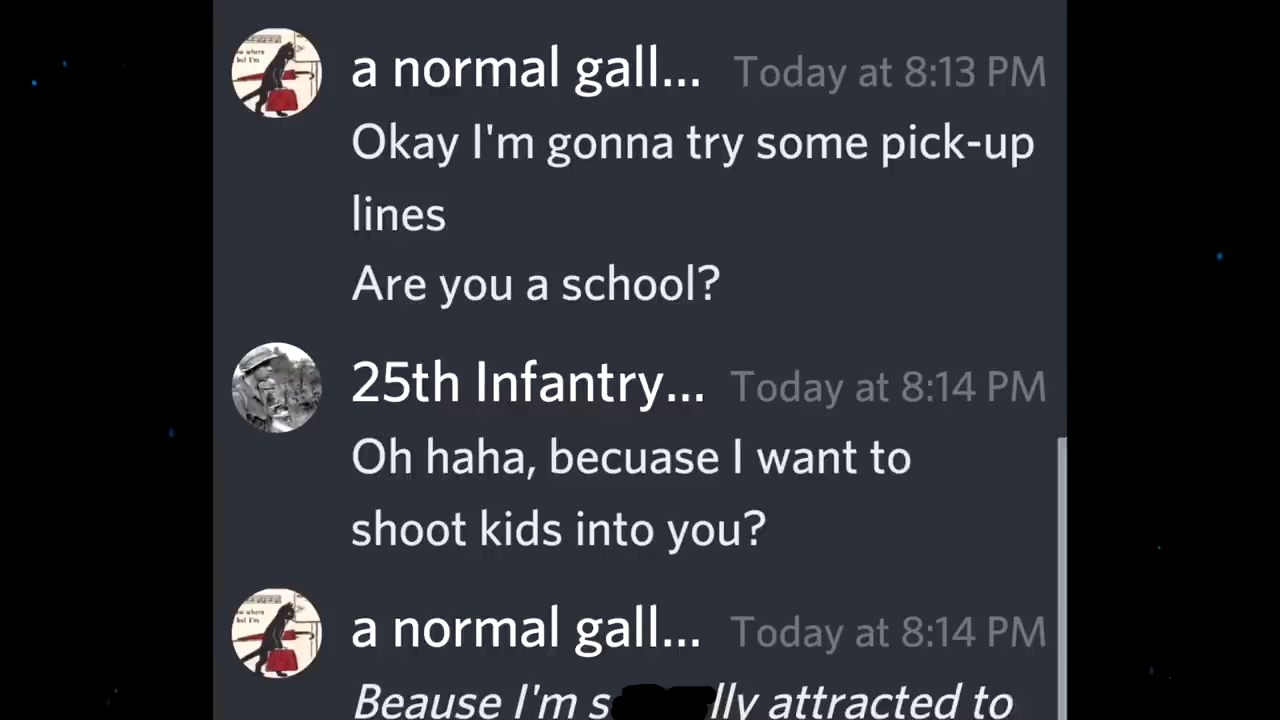 a normal gall... Today at 8:13 PM
Okay I'm gonna try some pick-up
lines
Are you a school?
25th Infantry... Today at 8:14 PM
Oh haha, becuase I want to
shoot kids into you?
a normal gall... Today at 8:14 PM
Beause I'm s lly attracted to